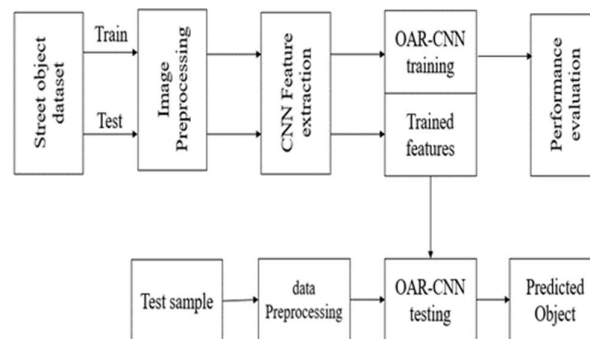 Street object
dataset
Train
Test
Image
Preprocessing
CNN Feature
extraction
OAR-CNN
training
Trained
features
Performance
evaluation
Test sample
data
Preprocessing
OAR-CNN
testing
Predicted
Object